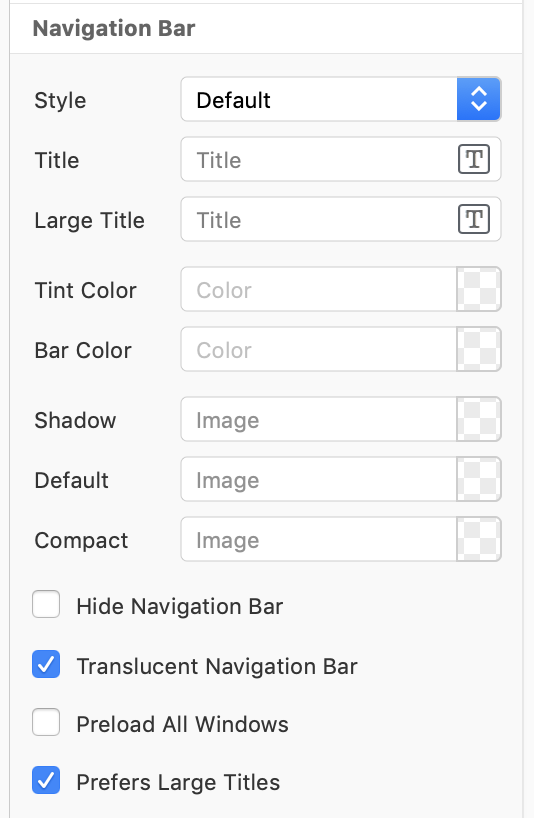 Navigation Bar
Style Default
Title Title T
Large Title Title T
Tint Color Color
Bar Color Color
Shadow Image
Default Image
Compact Image
Hide Navigation Bar
Translucent Navigation Bar
Preload All Windows
Prefers Large Titles